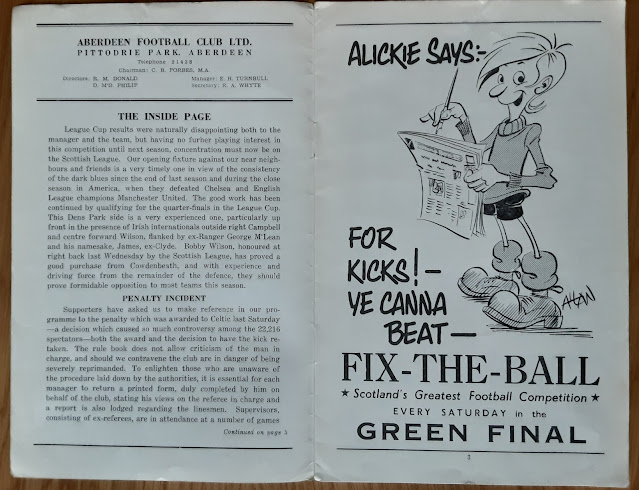 ABERDEEN FOOTBALL CLUB LTD.
PITTODRIE PARK, ABERDEEN
Telephone 21428
Chairman: C. B. FORBES, M.A.
Directors: R. M. DONALD Manager: E. H. TURNBULL
D. M'D. PHILIP Secretary: R. A. WHYTE
THE INSIDE PAGE
League Cup results were naturally disappointing both to the
manager and the team, but having no furher playing interest in
this competition until next season, concentration must now be on
the Scottish League. Our opening fixture against our near neigh-
hours and friends is a very timely one in view of the consistency
of the dark blues since the end of last season and during the close
season in America, when they defeated Chelsea and English
League champions Manchester United. The good work has been
continued by qualifying for the quarter-finals in the League Cup.
This Dens Park side is a very experienced one, particularly up
front in the presence of Irish internationals outside right Campbell
and centre forward Wilson, flanked by ex-Ranger George M'Lean
and his namesake, James, ex-Clyde. Bobby Wilson, honoured at
right back last Wednesday by the Scottish League, has proved a
good purchase from Cowdenbeath, and with experience and
driving force from the remainder of the defence, they should
prove formidable opposition to most teams this season.
PENALTY INCIDENT
Supporters have asked us to make reference in our pro-
gramme to the penalty which was awarded to Celtic last Saturday
—a decision which caused so much controversy among the 22,216
spectators—both the award and the decision to have the kick re-
taken. The rule book does not allow criticism of the man in
charge, and should we contravene the club are in danger of being
severely reprimanded. To enlighten those who are unaware of
the procedure laid down by the authorities, it is essential for each
manager to return a printed form, duly completed by him on
behalf of the club, stating his views on the referee in charge and
a report is also lodged regarding the linesmen. Supervisors,
consisting of ex-referees, are in attendance at a number of games
Continued on page 5
ALICKIE SAYS:-
FOR
KICKS!-
YE CANNA
BEAT—
ALLAN
FIX-THE-BALL
★ Scotland's Greatest Football Competition ★
EVERY SATURDAY in the
GREEN FINAL
3